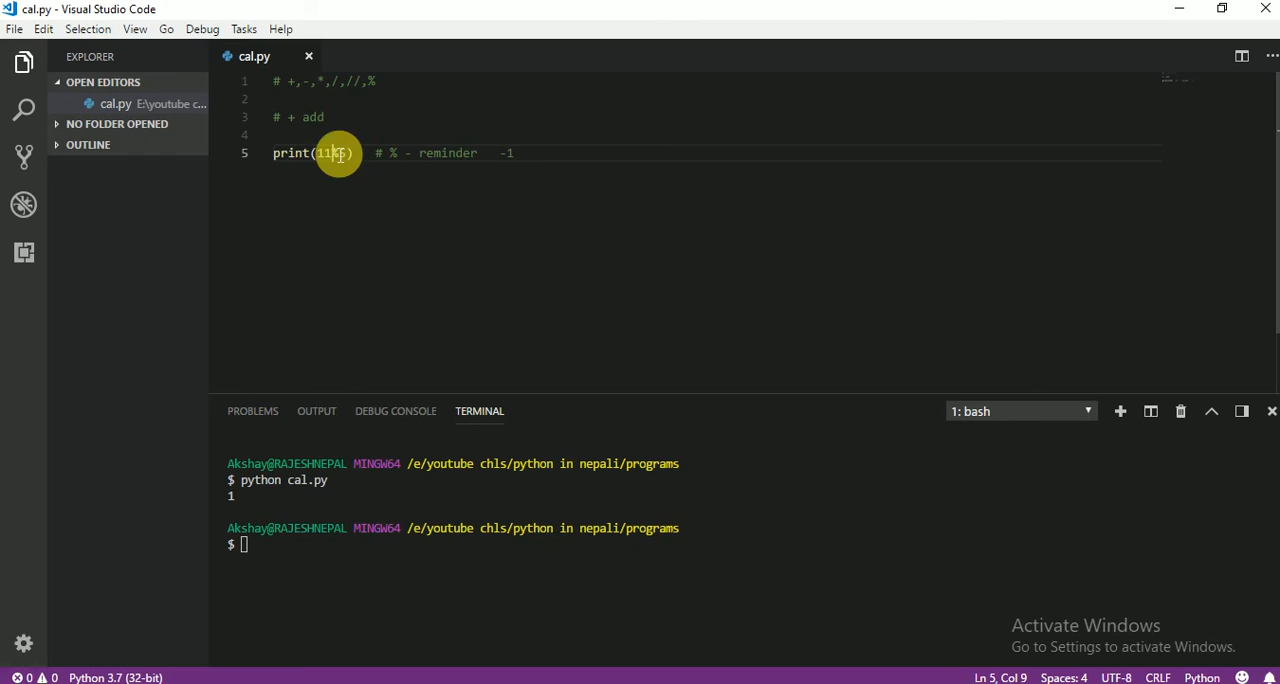 cal.py - Visual Studio Code
File Edit Selection View Go Debug Tasks Help
EXPLORER
OPEN EDITORS
cal.py E:\youtube c...
NO FOLDER OPENED
OUTLINE
cal.py
1 # +,-,*,/,//,%
2
3 # + add
4
5 print(11%5) # % - reminder -1
PROBLEMS OUTPUT DEBUG CONSOLE TERMINAL
1: bash
Akshay@RAJESHNEPAL MINGW64 /e/youtube chls/python in nepali/programs
$ python cal.py
1
Akshay@RAJESHNEPAL MINGW64 /e/youtube chls/python in nepali/programs
$
Activate Windows
Go to Settings to activate Windows.
0 0 Python 3.7 (32-bit) Ln 5, Col 9 Spaces: 4 UTF-8 CRLF Python